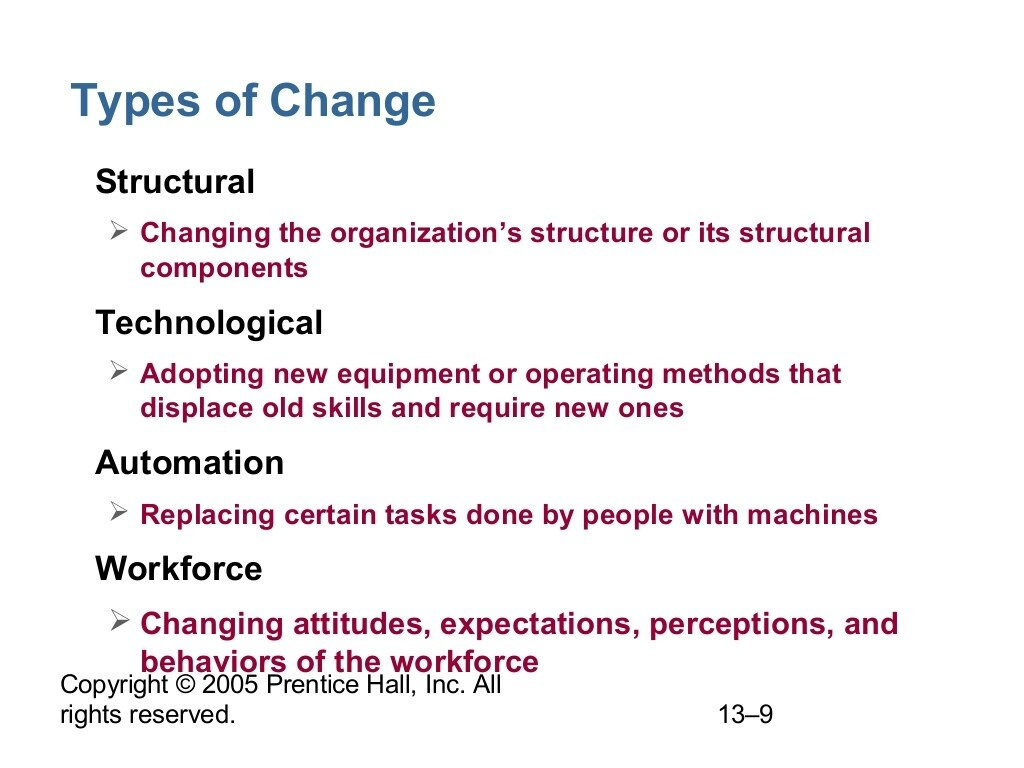 Types of Change
Structural
➢ Changing the organization’s structure or its structural
components
Technological
➢ Adopting new equipment or operating methods that
displace old skills and require new ones
Automation
➢ Replacing certain tasks done by people with machines
Workforce
➢ Changing attitudes, expectations, perceptions, and
behaviors of the workforce
Copyright © 2005 Prentice Hall, Inc. All
rights reserved.
13–9